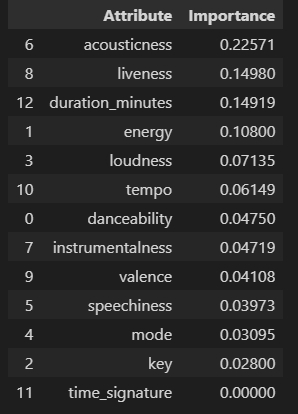 Attribute Importance
6 acousticness 0.22571
8 liveness 0.14980
12 duration_minutes 0.14919
1 energy 0.10800
3 loudness 0.07135
10 tempo 0.06149
0 danceability 0.04750
7 instrumentalness 0.04719
9 valence 0.04108
5 speechiness 0.03973
4 mode 0.03095
2 key 0.02800
11 time_signature 0.00000